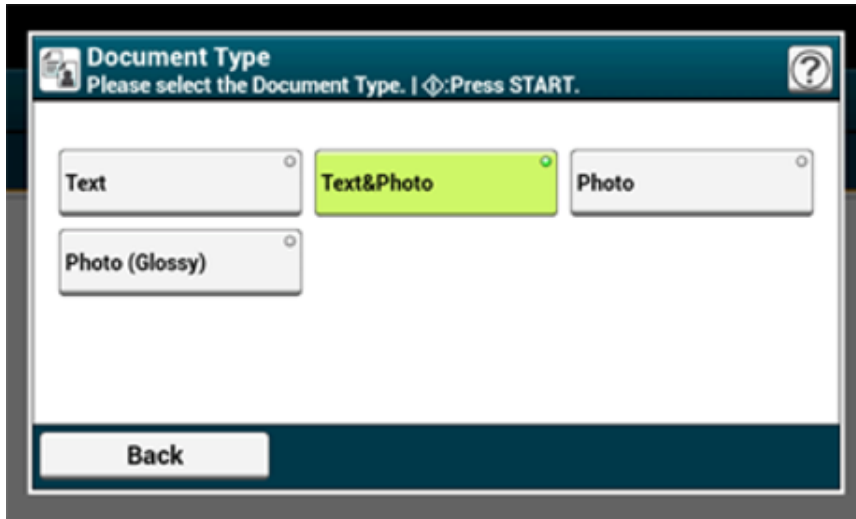 Document Type
Please select the Document Type. | :Press START.
Text
Text&Photo
Photo
Photo (Glossy)
Back
?